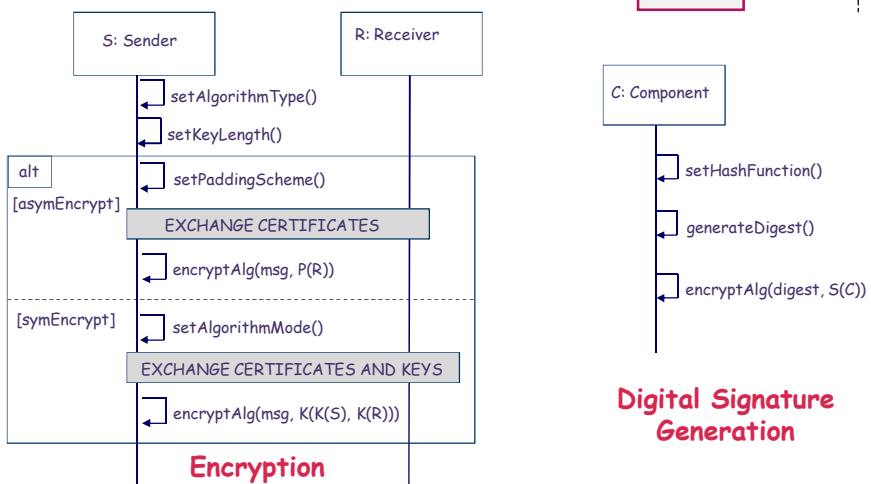 S: Sender
R: Receiver
setAlgorithmType()
setKeyLength()
alt
setPaddingScheme()
[asymEncrypt]
EXCHANGE CERTIFICATES
encryptAlg(msg, P(R))
[symEncrypt]
setAlgorithmMode()
EXCHANGE CERTIFICATES AND KEYS
encryptAlg(msg, K(K(S), K(R)))
Encryption
C: Component
setHashFunction()
generateDigest()
encryptAlg(digest, S(C))
Digital Signature
Generation